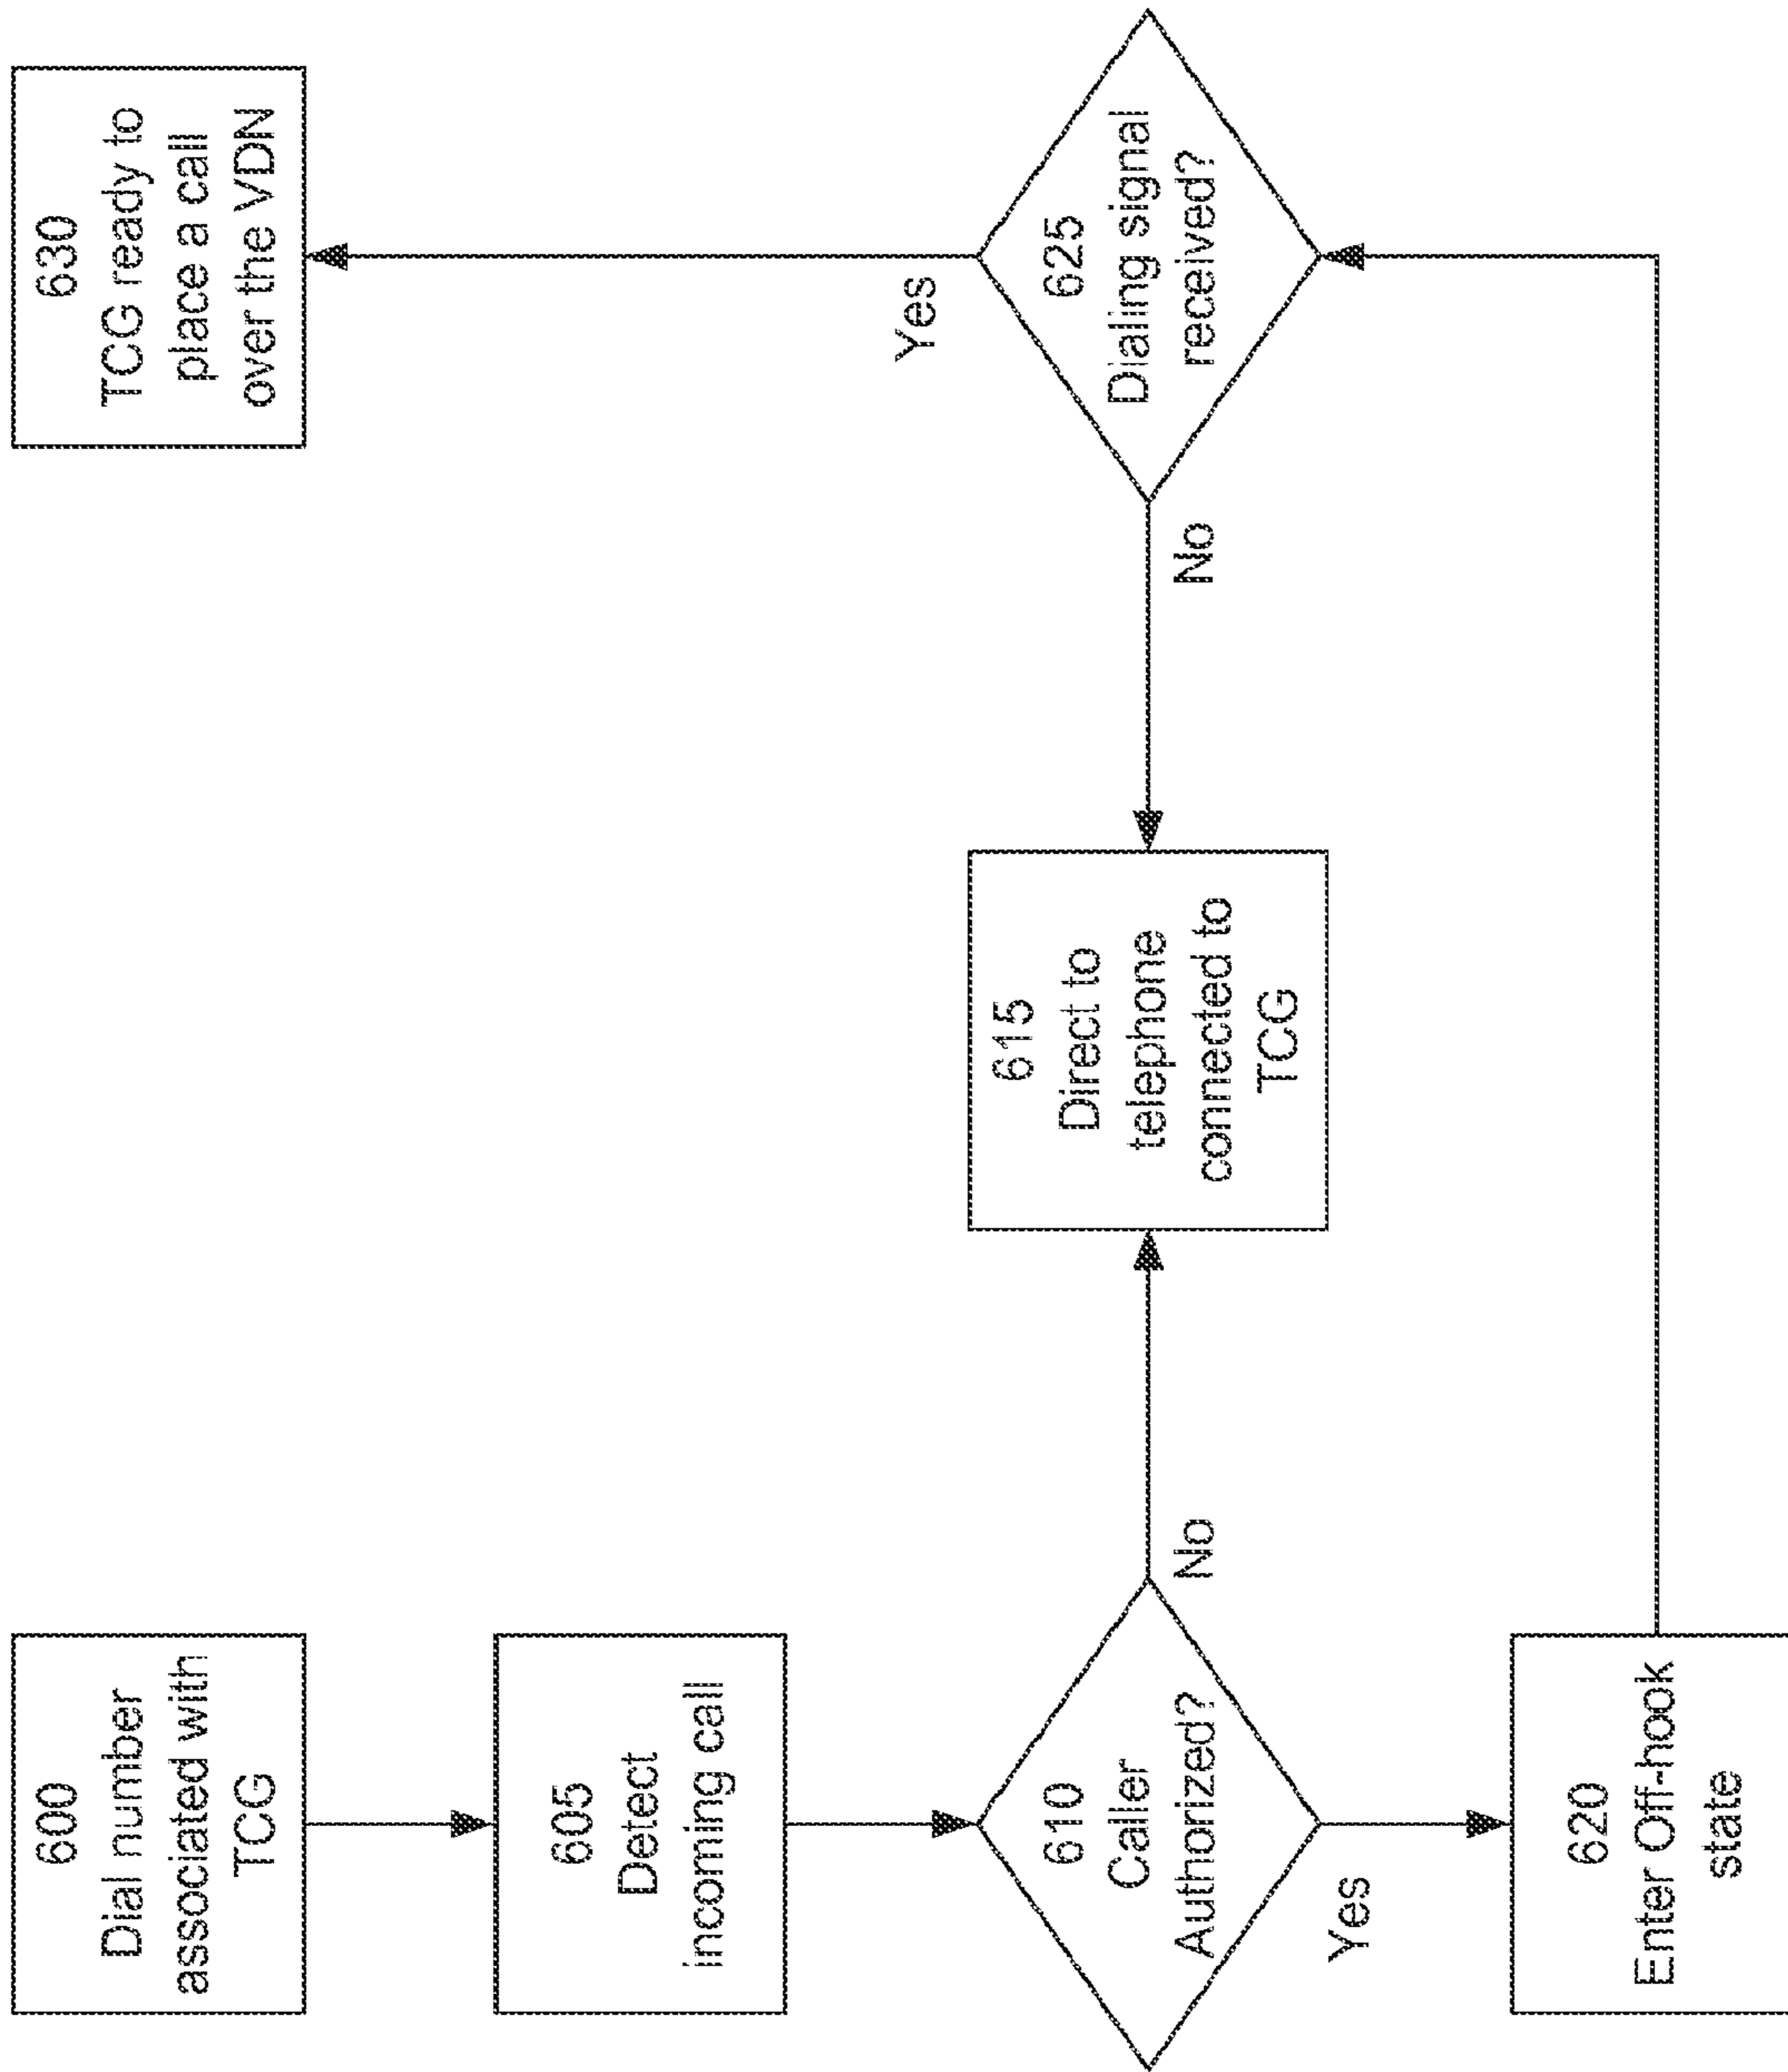 600
Dial number
associated with
TCG
605
Detect
incoming call
610
Caller
Authorized?
No
Yes
615
Direct to
telephone
connected to
TCG
620
Enter Off-hook
state
625
Dialing signal
received?
No
Yes
630
TCG ready to
place a call
over the VDN